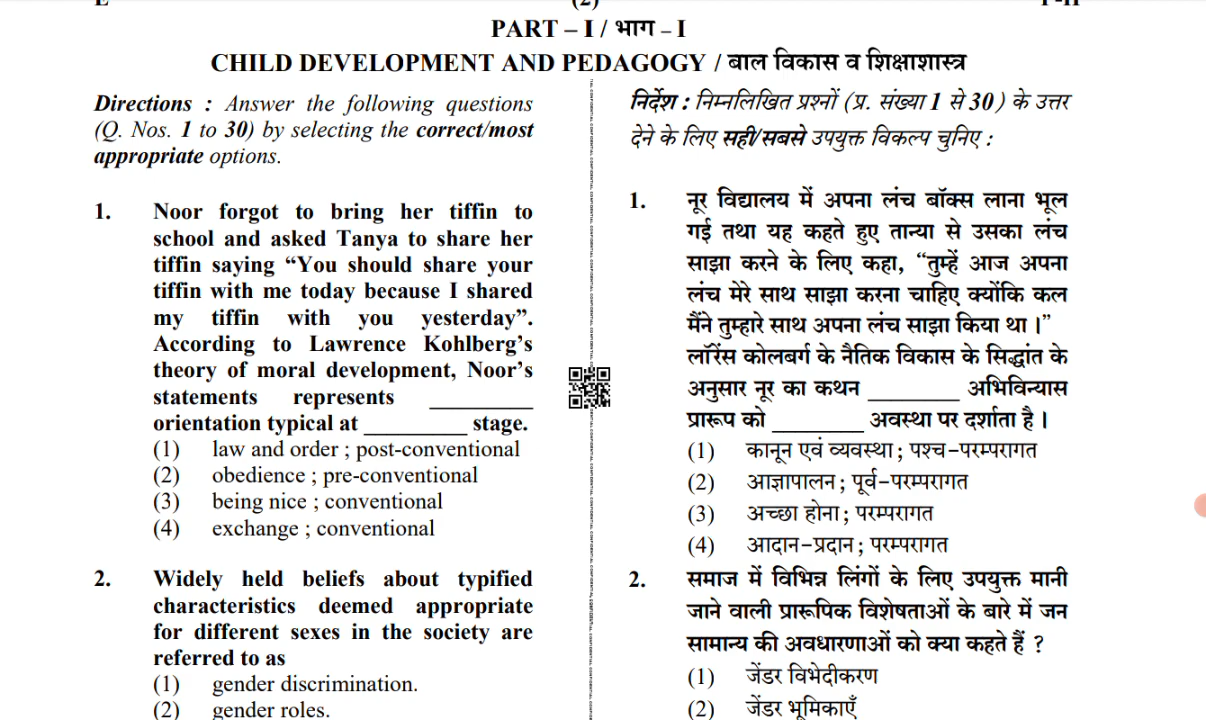 PART – I / भाग – I
CHILD DEVELOPMENT AND PEDAGOGY / बाल विकास व शिक्षाशास्त्र
Directions : Answer the following questions
(Q. Nos. 1 to 30) by selecting the correct/most
appropriate options.
1. Noor forgot to bring her tiffin to
school and asked Tanya to share her
tiffin saying “You should share your
tiffin with me today because I shared
my tiffin with you yesterday”.
According to Lawrence Kohlberg’s
theory of moral development, Noor’s
statements represents ________
orientation typical at ________ stage.
(1) law and order ; post-conventional
(2) obedience ; pre-conventional
(3) being nice ; conventional
(4) exchange ; conventional
2. Widely held beliefs about typified
characteristics deemed appropriate
for different sexes in the society are
referred to as
(1) gender discrimination.
(2) gender roles.
निर्देश : निम्नलिखित प्रश्नों (प्र. संख्या 1 से 30) के उत्तर
देने के लिए सही/सबसे उपयुक्त विकल्प चुनिए :
1. नूर विद्यालय में अपना लंच बॉक्स लाना भूल
गई तथा यह कहते हुए तान्या से उसका लंच
साझा करने के लिए कहा, “तुम्हें आज अपना
लंच मेरे साथ साझा करना चाहिए क्योंकि कल
मैंने तुम्हारे साथ अपना लंच साझा किया था ।”
लॉरेंस कोलबर्ग के नैतिक विकास के सिद्धांत के
अनुसार नूर का कथन ________ अभिविन्यास
प्रारूप को ________ अवस्था पर दर्शाता है ।
(1) कानून एवं व्यवस्था ; पश्च-परम्परागत
(2) आज्ञापालन ; पूर्व-परम्परागत
(3) अच्छा होना ; परम्परागत
(4) आदान-प्रदान ; परम्परागत
2. समाज में विभिन्न लिंगों के लिए उपयुक्त मानी
जाने वाली प्रारूपिक विशेषताओं के बारे में जन
सामान्य की अवधारणाओं को क्या कहते हैं ?
(1) जेंडर विभेदीकरण
(2) जेंडर भूमिकाएँ